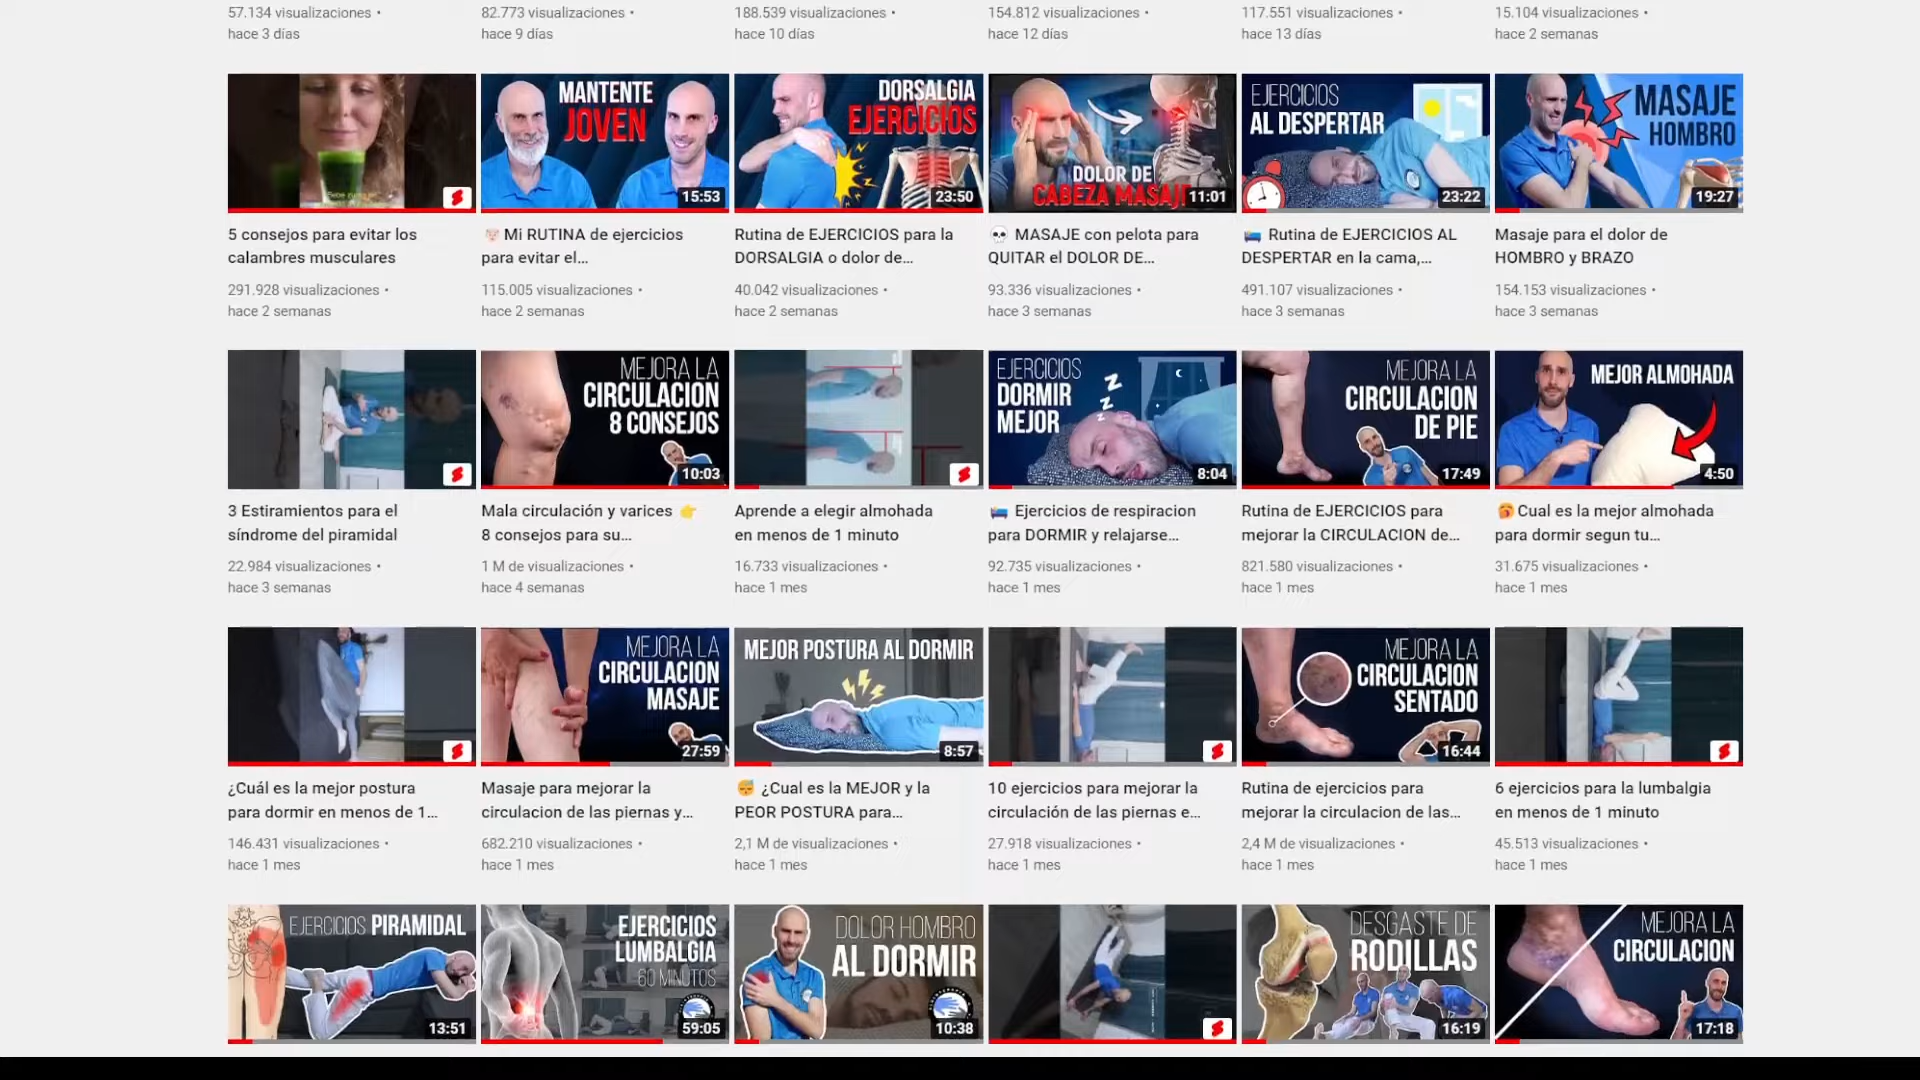 57.134 visualizaciones •
hace 3 días
82.773 visualizaciones •
hace 9 días
188.539 visualizaciones •
hace 10 días
154.812 visualizaciones •
hace 12 días
117.551 visualizaciones •
hace 13 días
15.104 visualizaciones •
hace 2 semanas
5 consejos para evitar los
calambres musculares
291.928 visualizaciones •
hace 2 semanas
MANTENTE
JOVEN
15:53
Mi RUTINA de ejercicios
para evitar el...
115.005 visualizaciones •
hace 2 semanas
DORSALGIA
EJERCICIOS
23:50
Rutina de EJERCICIOS para la
DORSALGIA o dolor de...
40.042 visualizaciones •
hace 2 semanas
DOLOR DE
CABEZA MASAJE
11:01
💀 MASAJE con pelota para
QUITAR el DOLOR DE...
93.336 visualizaciones •
hace 3 semanas
EJERCICIOS
AL DESPERTAR
23:22
🛌 Rutina de EJERCICIOS AL
DESPERTAR en la cama,...
491.107 visualizaciones •
hace 3 semanas
MASAJE
HOMBRO
19:27
Masaje para el dolor de
HOMBRO y BRAZO
154.153 visualizaciones •
hace 3 semanas
3 Estiramientos para el
síndrome del piramidal
22.984 visualizaciones •
hace 3 semanas
MEJORA LA
CIRCULACION
8 CONSEJOS
10:03
Mala circulación y varices 👉
8 consejos para su...
1 M de visualizaciones •
hace 4 semanas
Aprende a elegir almohada
en menos de 1 minuto
16.733 visualizaciones •
hace 1 mes
EJERCICIOS
DORMIR
MEJOR
Z
Z
Z
8:04
🛌 Ejercicios de respiracion
para DORMIR y relajarse...
92.735 visualizaciones •
hace 1 mes
MEJORA LA
CIRCULACION
DE PIE
17:49
Rutina de EJERCICIOS para
mejorar la CIRCULACION de...
821.580 visualizaciones •
hace 1 mes
MEJOR ALMOHADA
4:50
Cual es la mejor almohada
para dormir segun tu...
31.675 visualizaciones •
hace 1 mes
¿Cuál es la mejor postura
para dormir en menos de 1...
146.431 visualizaciones •
hace 1 mes
MEJORA LA
CIRCULACION
MASAJE
27:59
Masaje para mejorar la
circulacion de las piernas y...
682.210 visualizaciones •
hace 1 mes
MEJOR POSTURA AL DORMIR
8:57
😴 ¿Cual es la MEJOR y la
PEOR POSTURA para...
2,1 M de visualizaciones •
hace 1 mes
10 ejercicios para mejorar la
circulación de las piernas e...
27.918 visualizaciones •
hace 1 mes
MEJORA LA
CIRCULACION
SENTADO
16:44
Rutina de ejercicios para
mejorar la circulacion de las...
2,4 M de visualizaciones •
hace 1 mes
6 ejercicios para la lumbalgia
en menos de 1 minuto
45.513 visualizaciones •
hace 1 mes
EJERCICIOS PIRAMIDAL
13:51
EJERCICIOS
LUMBALGIA
60 MINUTOS
59:05
DOLOR HOMBRO
AL DORMIR
10:38
DESGASTE DE
RODILLAS
16:19
MEJORA LA
CIRCULACION
17:18